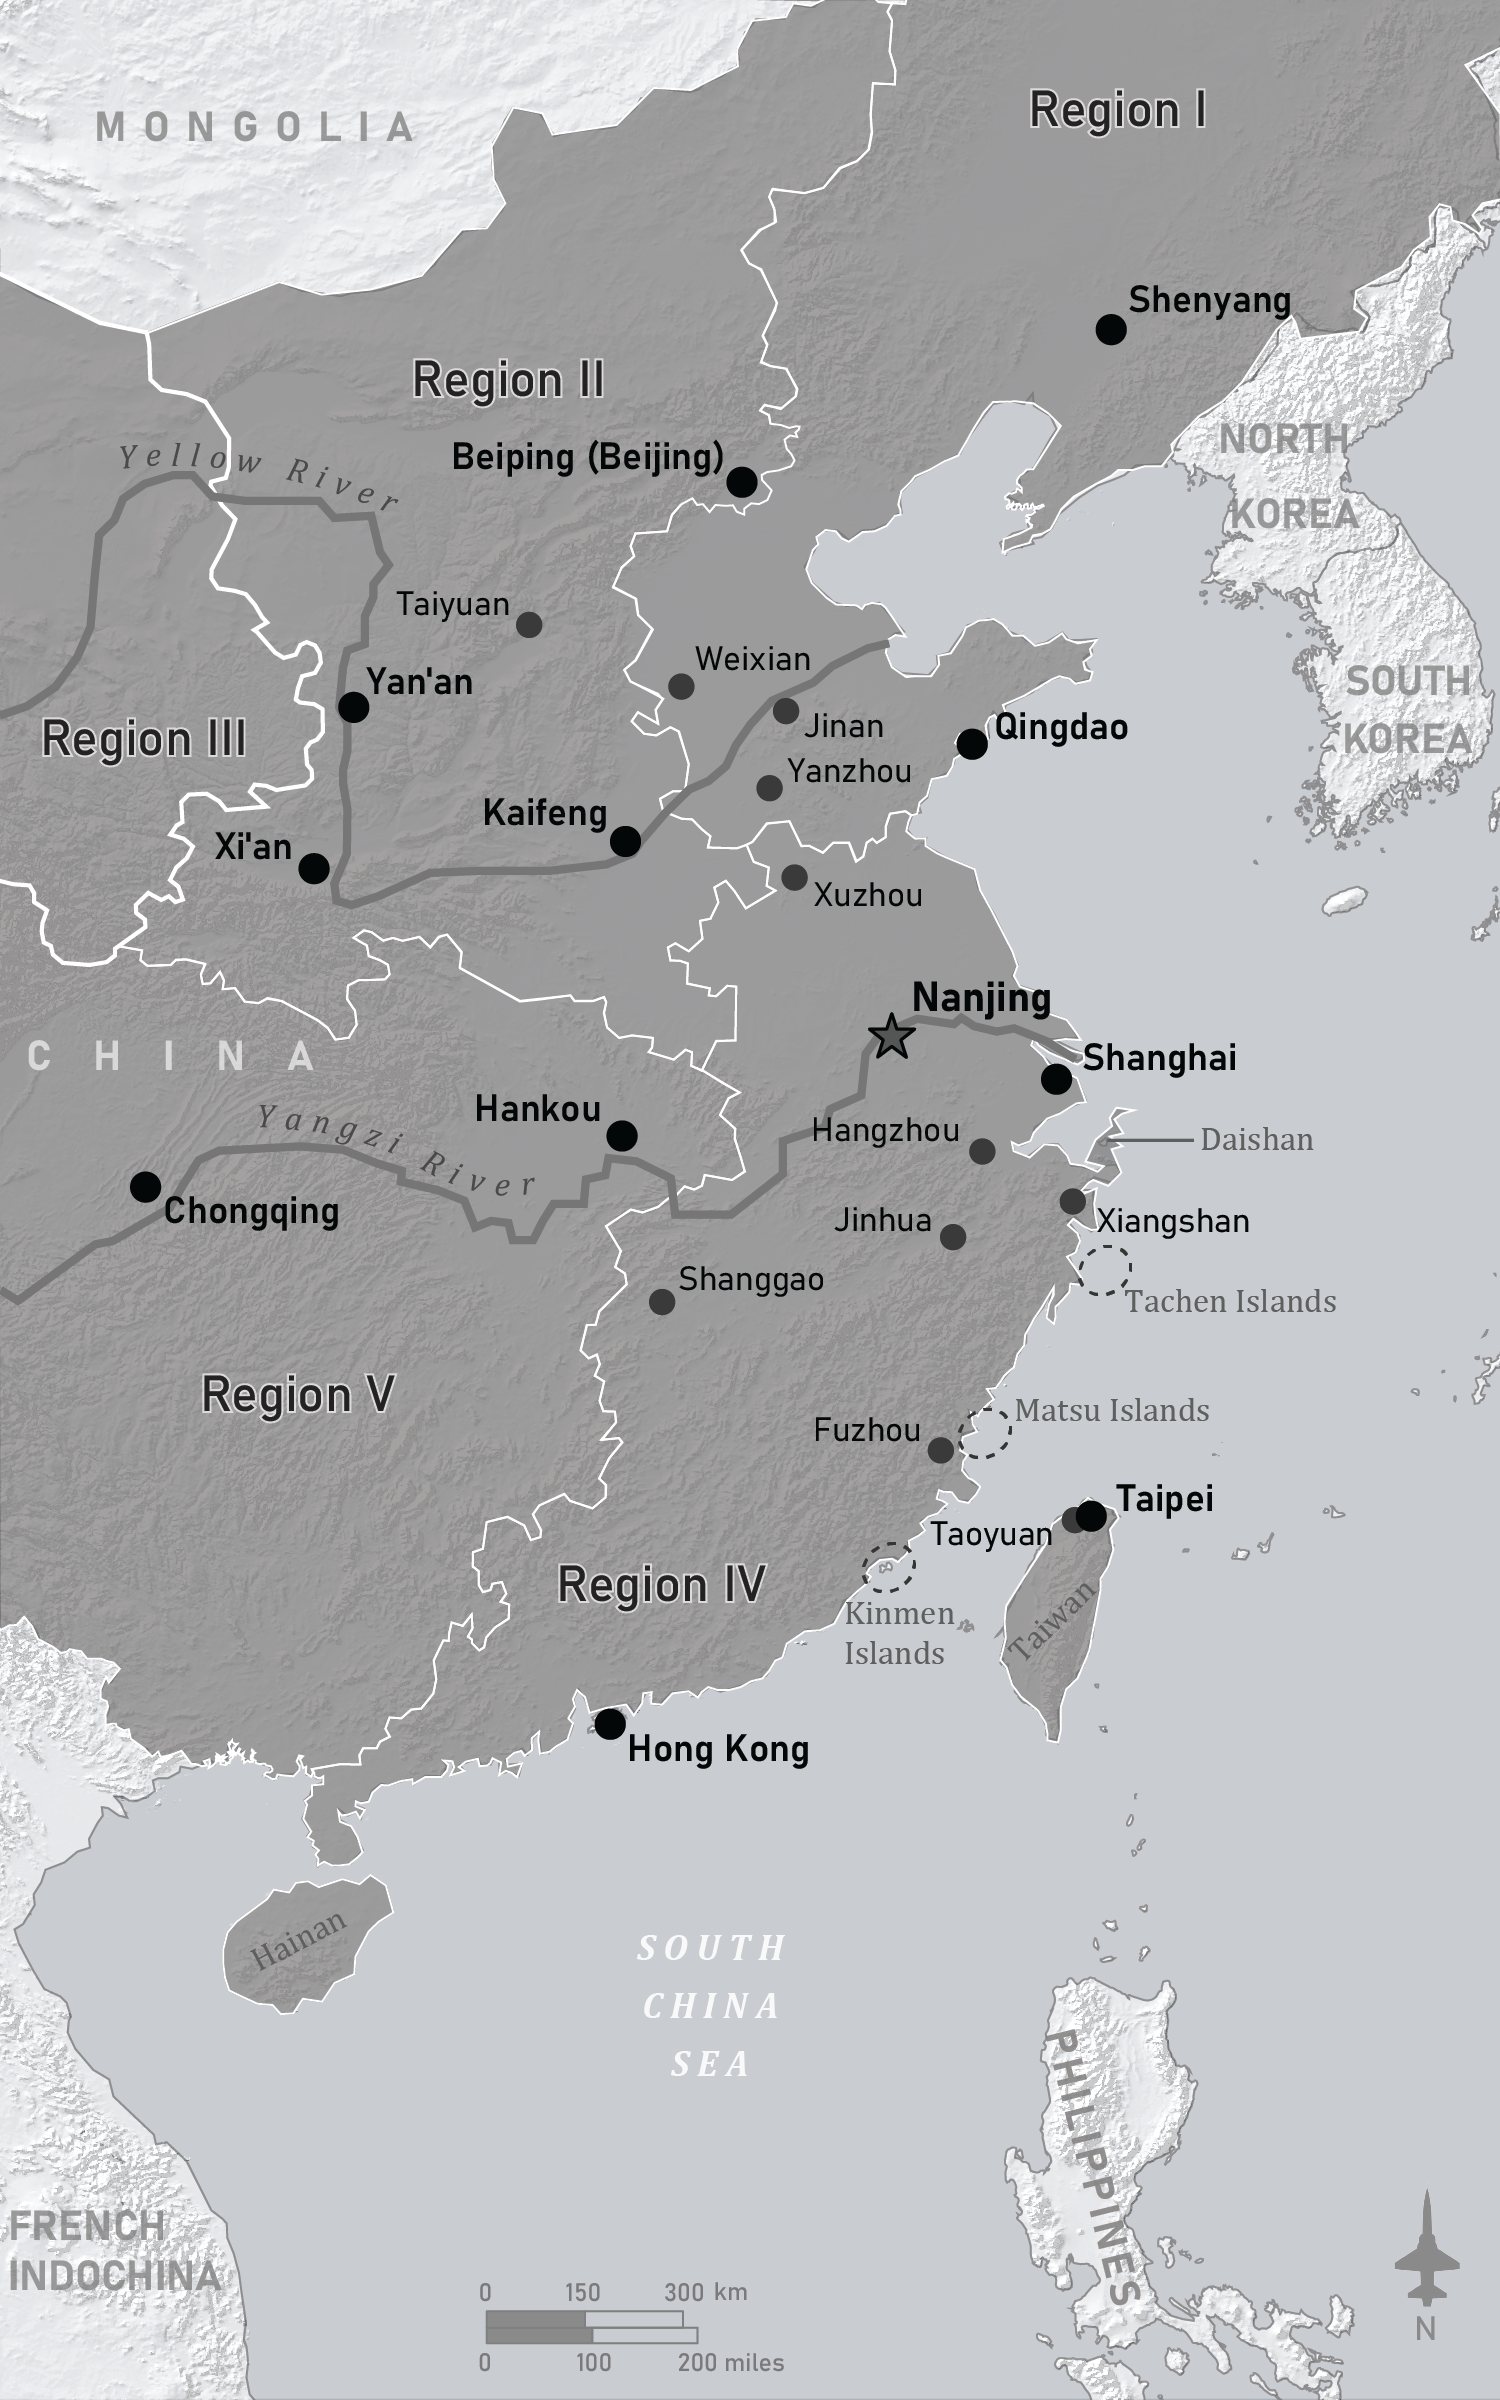 Region I
MONGOLIA
Shenyang
Region II
NORTH
KOREA
Beiping (Beijing)
Yellow River
Taiyuan
Weixian
Yan'an
SOUTH
KOREA
Region III
Jinan
Qingdao
Yanzhou
Kaifeng
Xi'an
Xuzhou
Nanjing
CHINA
Shanghai
Hankou
Yangzi River
Hangzhou
Daishan
Chongqing
Jinhua
Xiangshan
Shanggao
Tachen Islands
Region V
Matsu Islands
Fuzhou
Taipei
Taoyuan
Region IV
Kinmen
Islands
Taiwan
Hong Kong
Hainan
SOUTH
CHINA
SEA
PHILIPPINES
FRENCH
INDOCHINA
0 150 300 km
0 100 200 miles
N